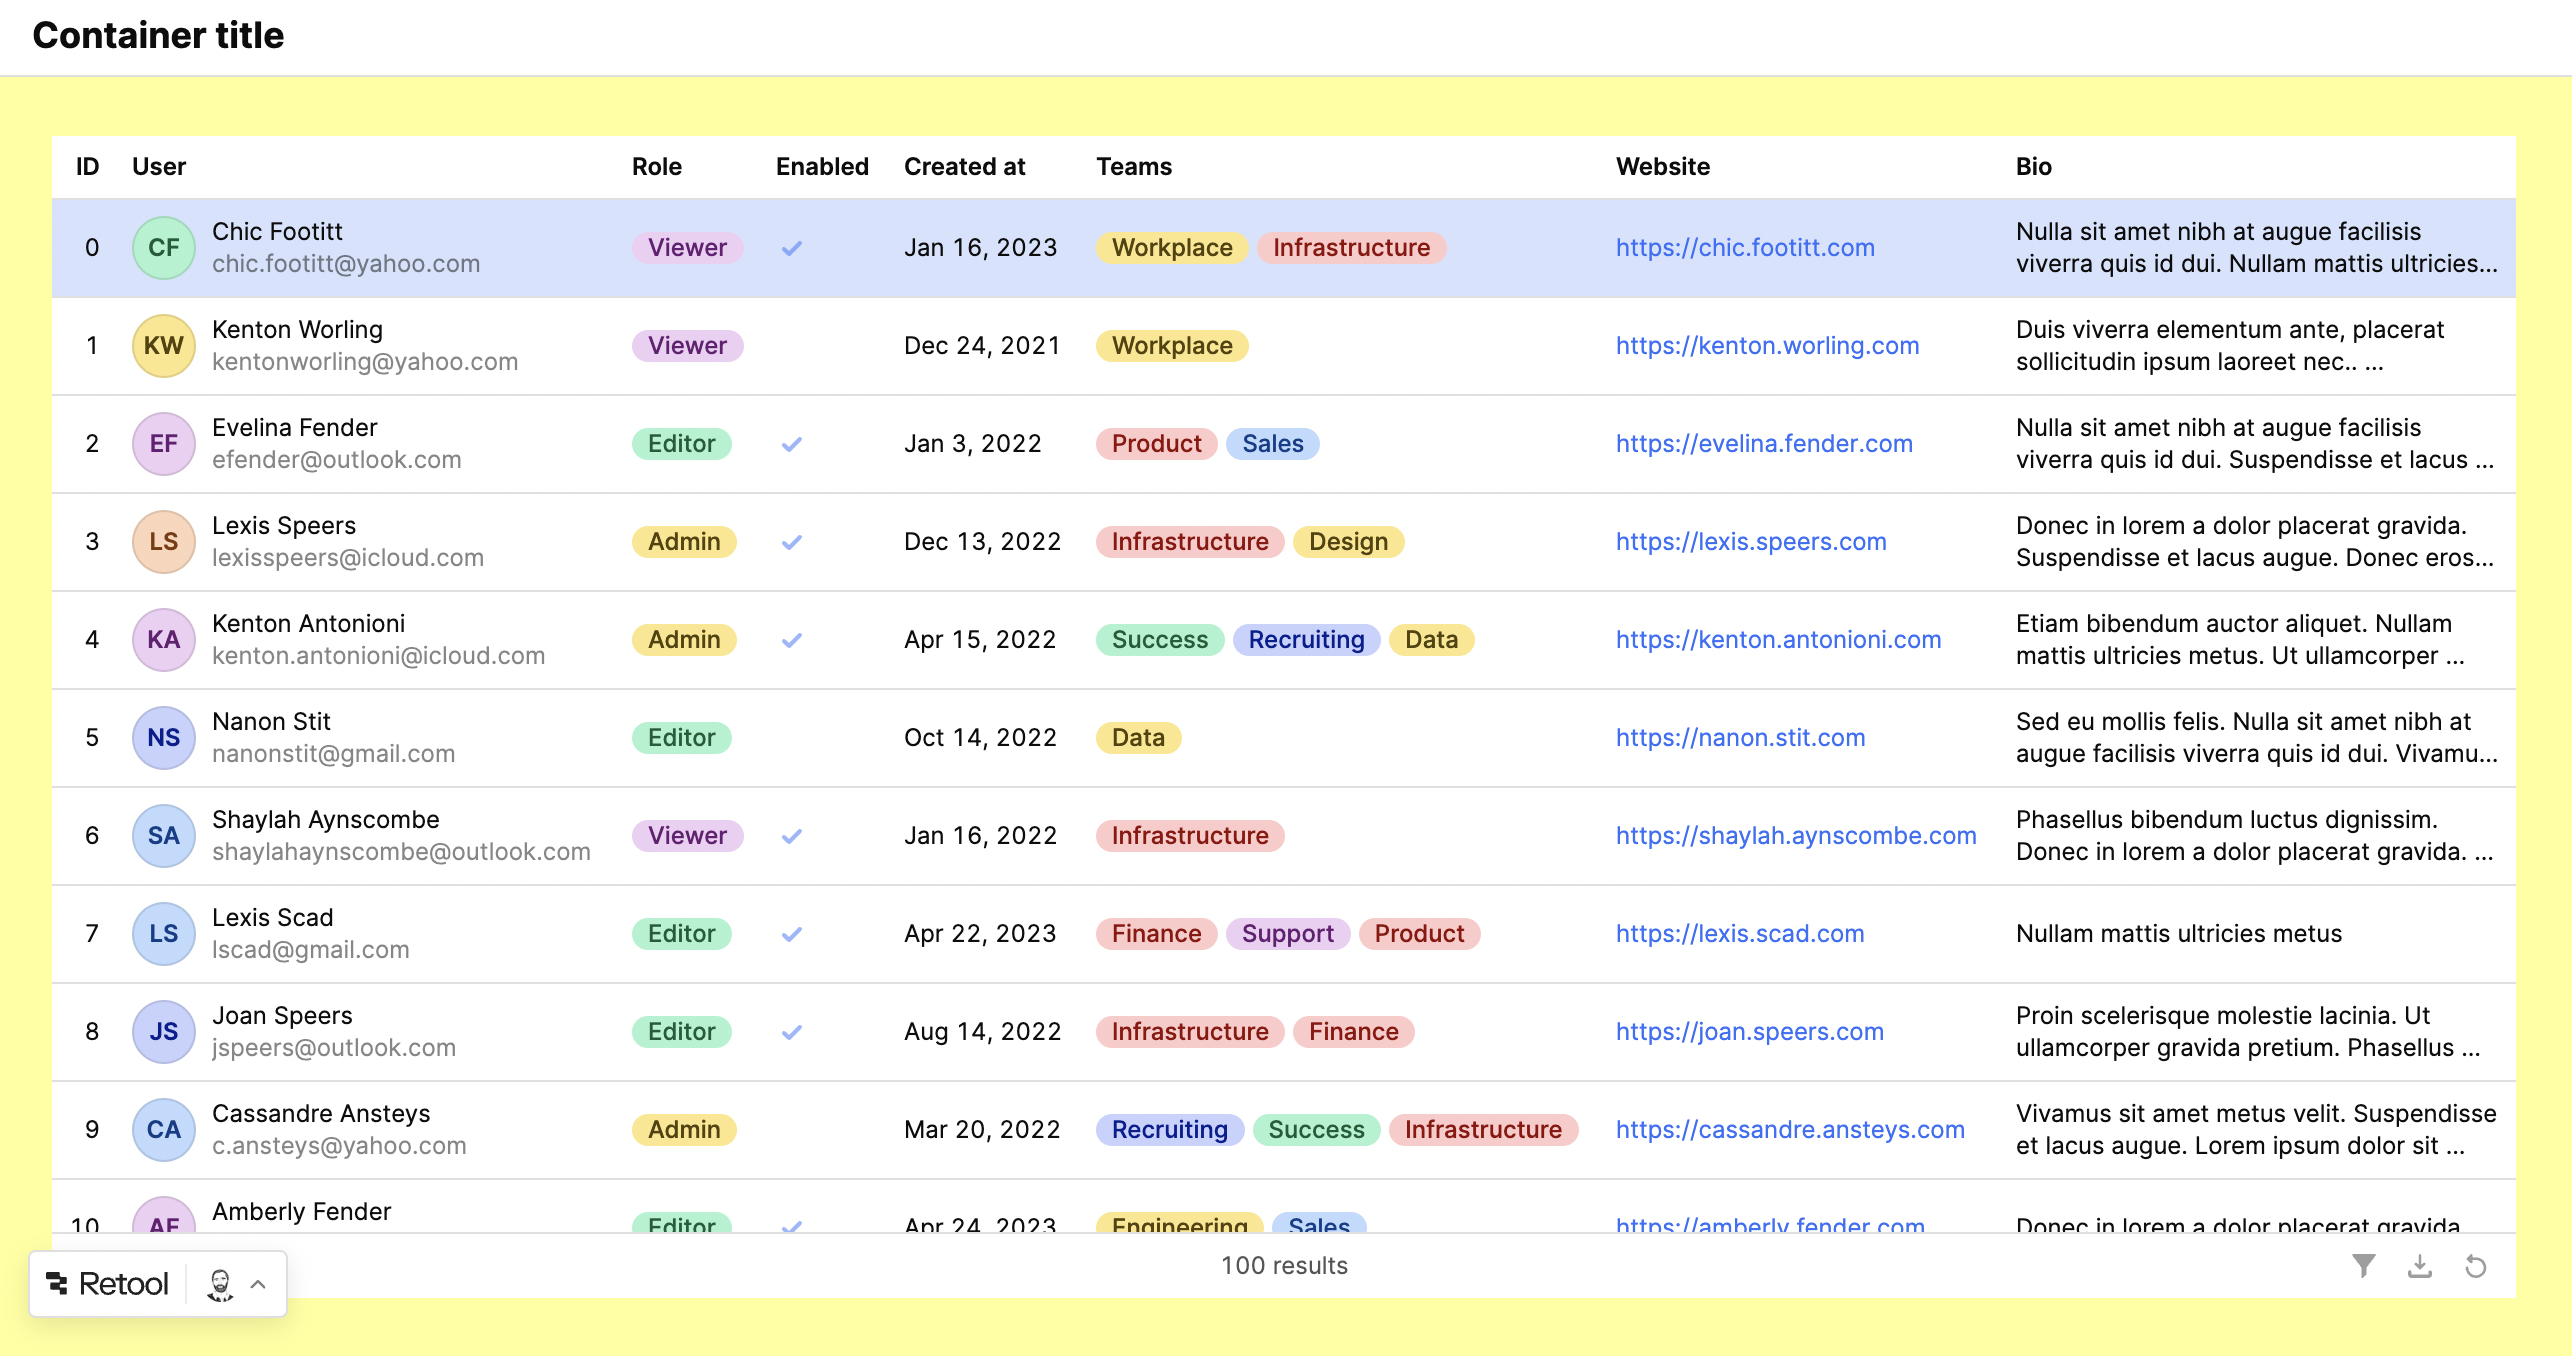 Container title
ID User Role Enabled Created at Teams Website Bio
0 CF Chic Footitt chic.footitt@yahoo.com Viewer Jan 16, 2023 Workplace Infrastructure https://chic.footitt.com Nulla sit amet nibh at augue facilisis viverra quis id dui. Nullam mattis ultricies...
1 KW Kenton Worling kentonworling@yahoo.com Viewer Dec 24, 2021 Workplace https://kenton.worling.com Duis viverra elementum ante, placerat sollicitudin ipsum laoreet nec.. ...
2 EF Evelina Fender efender@outlook.com Editor Jan 3, 2022 Product Sales https://evelina.fender.com Nulla sit amet nibh at augue facilisis viverra quis id dui. Suspendisse et lacus ...
3 LS Lexis Speers lexisspeers@icloud.com Admin Dec 13, 2022 Infrastructure Design https://lexis.speers.com Donec in lorem a dolor placerat gravida. Suspendisse et lacus augue. Donec eros...
4 KA Kenton Antonioni kenton.antonioni@icloud.com Admin Apr 15, 2022 Success Recruiting Data https://kenton.antonioni.com Etiam bibendum auctor aliquet. Nullam mattis ultricies metus. Ut ullamcorper ...
5 NS Nanon Stit nanonstit@gmail.com Editor Oct 14, 2022 Data https://nanon.stit.com Sed eu mollis felis. Nulla sit amet nibh at augue facilisis viverra quis id dui. Vivamu...
6 SA Shaylah Aynscombe shaylahaynscombe@outlook.com Viewer Jan 16, 2022 Infrastructure https://shaylah.aynscombe.com Phasellus bibendum luctus dignissim. Donec in lorem a dolor placerat gravida. ...
7 LS Lexis Scad lscad@gmail.com Editor Apr 22, 2023 Finance Support Product https://lexis.scad.com Nullam mattis ultricies metus
8 JS Joan Speers jspeers@outlook.com Editor Aug 14, 2022 Infrastructure Finance https://joan.speers.com Proin scelerisque molestie lacinia. Ut ullamcorper gravida pretium. Phasellus ...
9 CA Cassandre Ansteys c.ansteys@yahoo.com Admin Mar 20, 2022 Recruiting Success Infrastructure https://cassandre.ansteys.com Vivamus sit amet metus velit. Suspendisse et lacus augue. Lorem ipsum dolor sit ...
10 AF Amberly Fender Editor Apr 24, 2023 Engineering Sales https://amberly.fender.com Donec in lorem a dolor placerat gravida
100 results
Retool